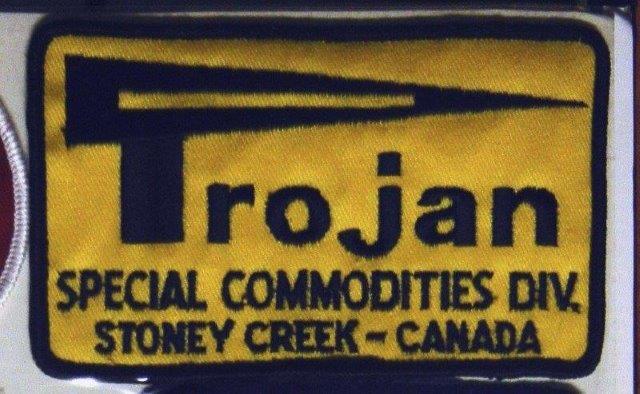 Trojan
SPECIAL COMMODITIES DIV.
STONEY CREEK - CANADA